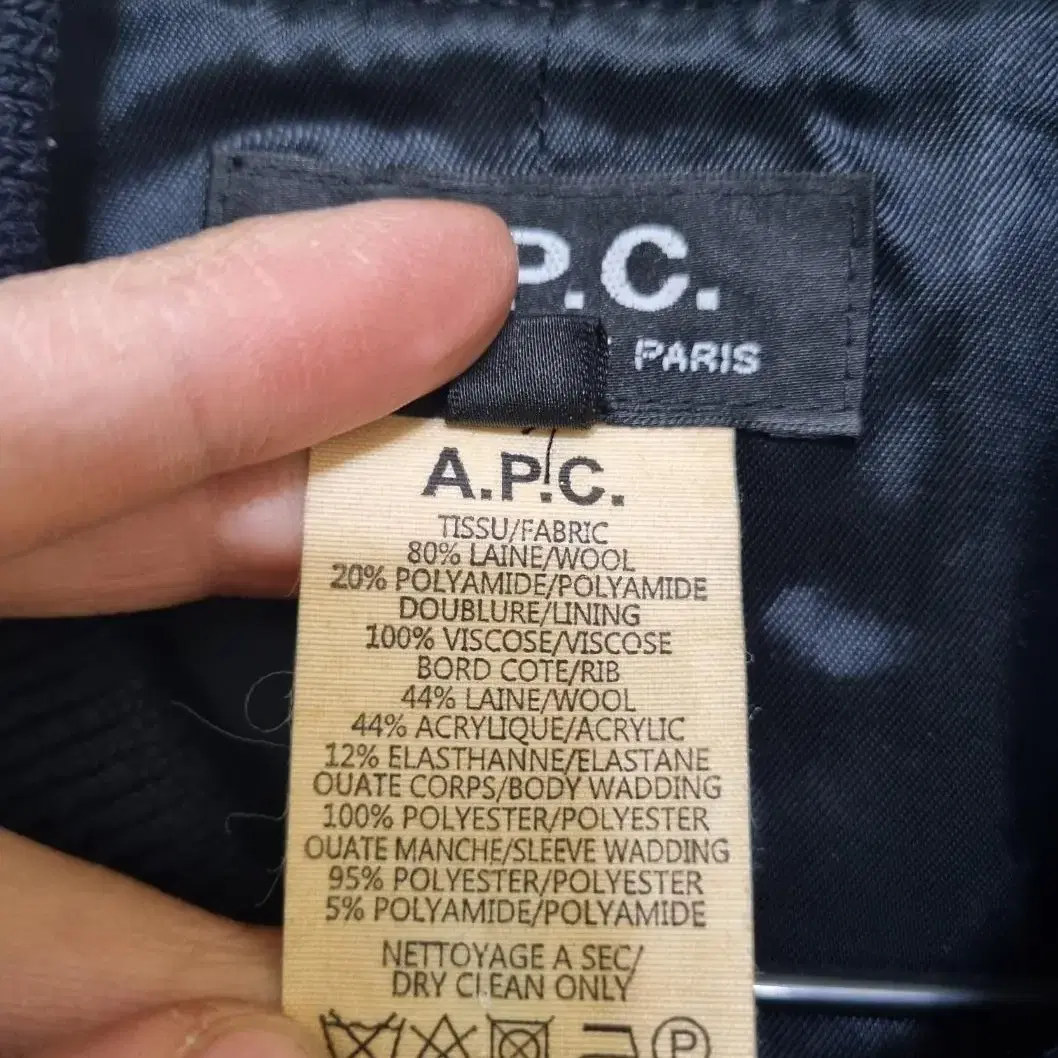 P.C.
PARIS
A.P.C.
TISSU/FABRIC
80% LAINE/WOOL
20% POLYAMIDE/POLYAMIDE
DOUBLURE/LINING
100% VISCOSE/VISCOSE
BORD COTE/RIB
44% LAINE/WOOL
44% ACRYLIQUE/ACRYLIC
12% ELASTHANNE/ELASTANE
OUATE CORPS/BODY WADDING
100% POLYESTER/POLYESTER
OUATE MANCHE/SLEEVE WADDING
95% POLYESTER/POLYESTER
5% POLYAMIDE/POLYAMIDE
NETTOYAGE A SEC/
DRY CLEAN ONLY
P